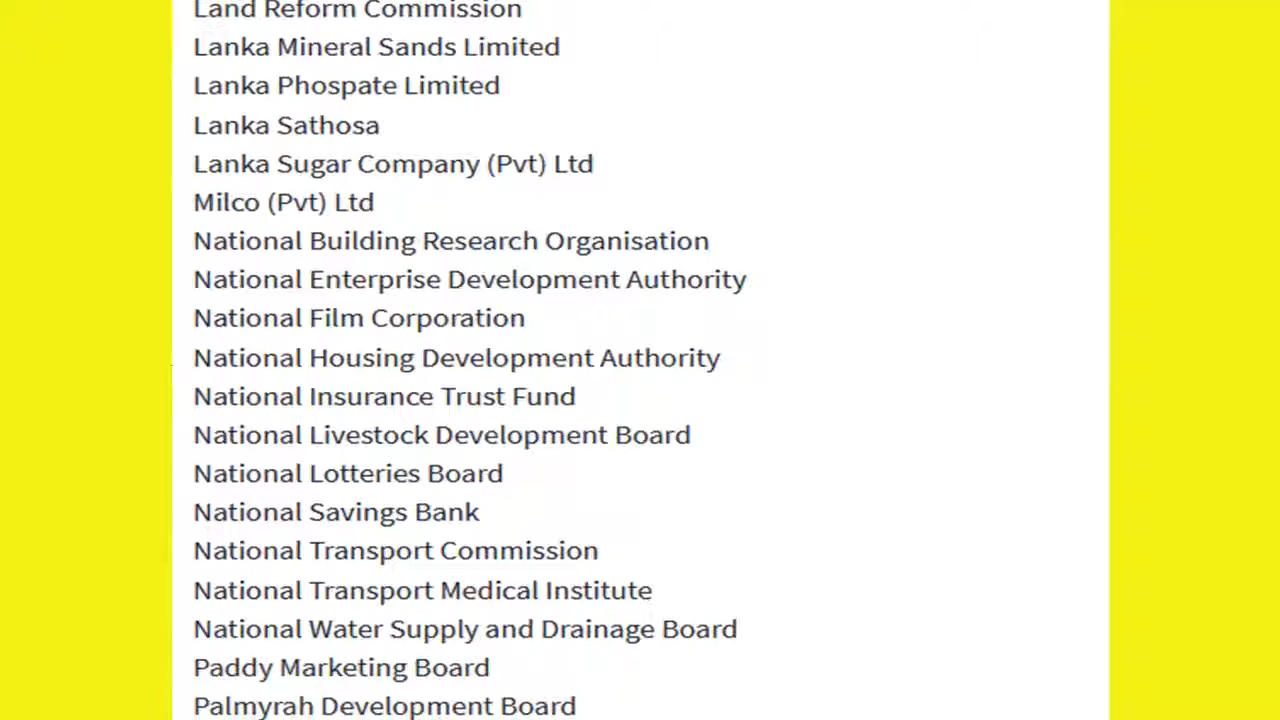 Land Reform Commission
Lanka Mineral Sands Limited
Lanka Phospate Limited
Lanka Sathosa
Lanka Sugar Company (Pvt) Ltd
Milco (Pvt) Ltd
National Building Research Organisation
National Enterprise Development Authority
National Film Corporation
National Housing Development Authority
National Insurance Trust Fund
National Livestock Development Board
National Lotteries Board
National Savings Bank
National Transport Commission
National Transport Medical Institute
National Water Supply and Drainage Board
Paddy Marketing Board
Palmyrah Development Board